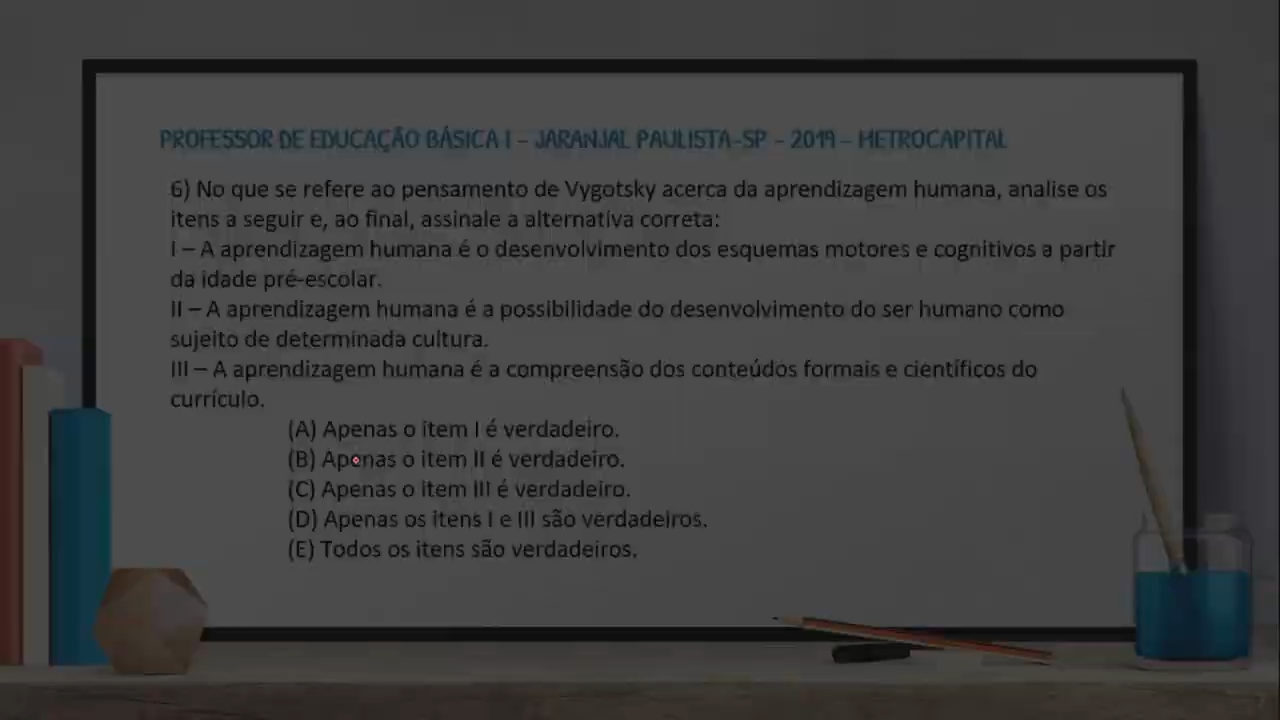 PROFESSOR DE EDUCAÇÃO BÁSICA I – JARANJAL PAULISTA-SP – 2019 – METROCAPITAL
6) No que se refere ao pensamento de Vygotsky acerca da aprendizagem humana, analise os
itens a seguir e, ao final, assinale a alternativa correta:
I – A aprendizagem humana é o desenvolvimento dos esquemas motores e cognitivos a partir
da idade pré-escolar.
II – A aprendizagem humana é a possibilidade do desenvolvimento do ser humano como
sujeito de determinada cultura.
III – A aprendizagem humana é a compreensão dos conteúdos formais e científicos do
currículo.
(A) Apenas o item I é verdadeiro.
(B) Apenas o item II é verdadeiro.
(C) Apenas o item III é verdadeiro.
(D) Apenas os itens I e III são verdadeiros.
(E) Todos os itens são verdadeiros.